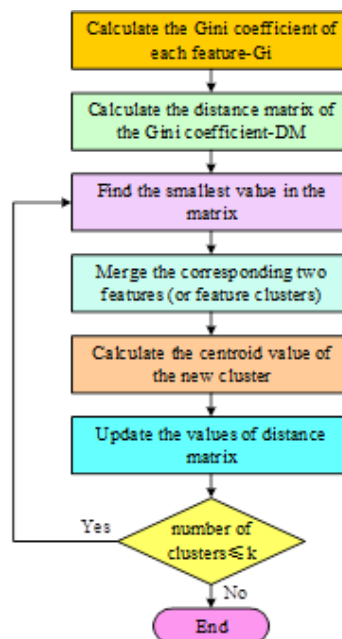 Calculate the Gini coefficient of
each feature-Gi
Calculate the distance matrix of
the Gini coefficient-DM
Find the smallest value in the
matrix
Merge the corresponding two
features (or feature clusters)
Calculate the centroid value of
the new cluster
Update the values of distance
matrix
Yes
number of
clusters≤k
No
End